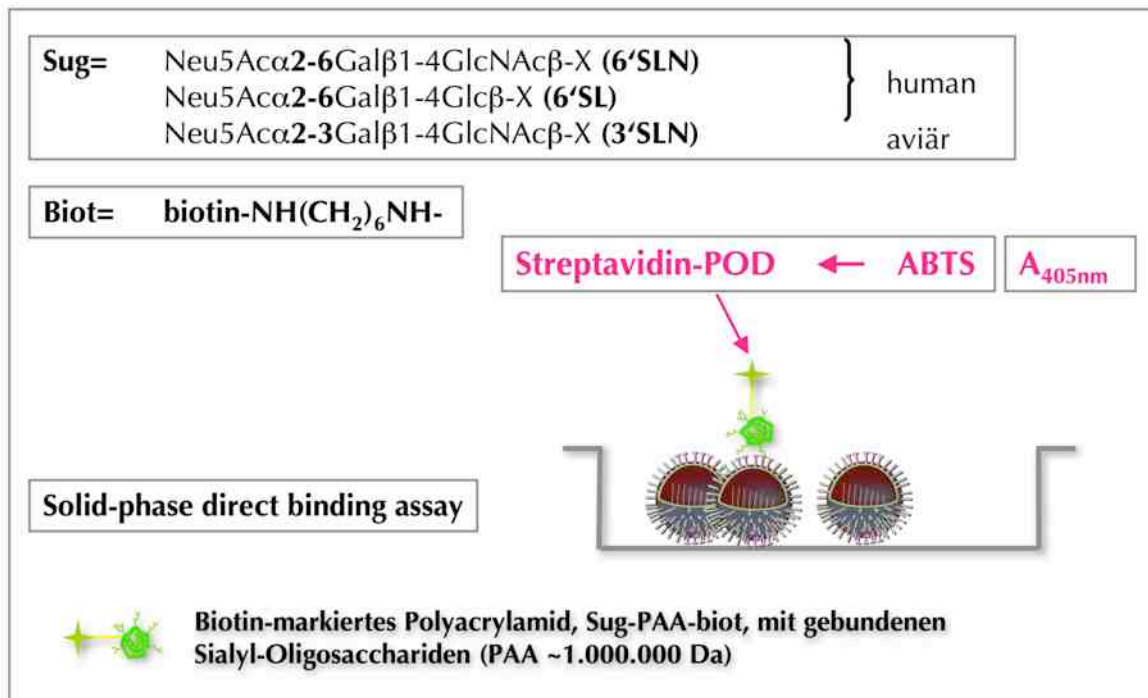 Sug= Neu5Acα2-6Galβ1-4GlcNAcβ-X (6‘SLN)
Neu5Acα2-6Galβ1-4Glcβ-X (6‘SL)
human
Neu5Acα2-3Galβ1-4GlcNAcβ-X (3‘SLN)
aviär
Biot= biotin-NH(CH₂)₆NH-
Streptavidin-POD ← ABTS A₄₀₅ₙₘ
Solid-phase direct binding assay
Biotin-markiertes Polyacrylamid, Sug-PAA-biot, mit gebundenen
Sialyl-Oligosacchariden (PAA ~1.000.000 Da)